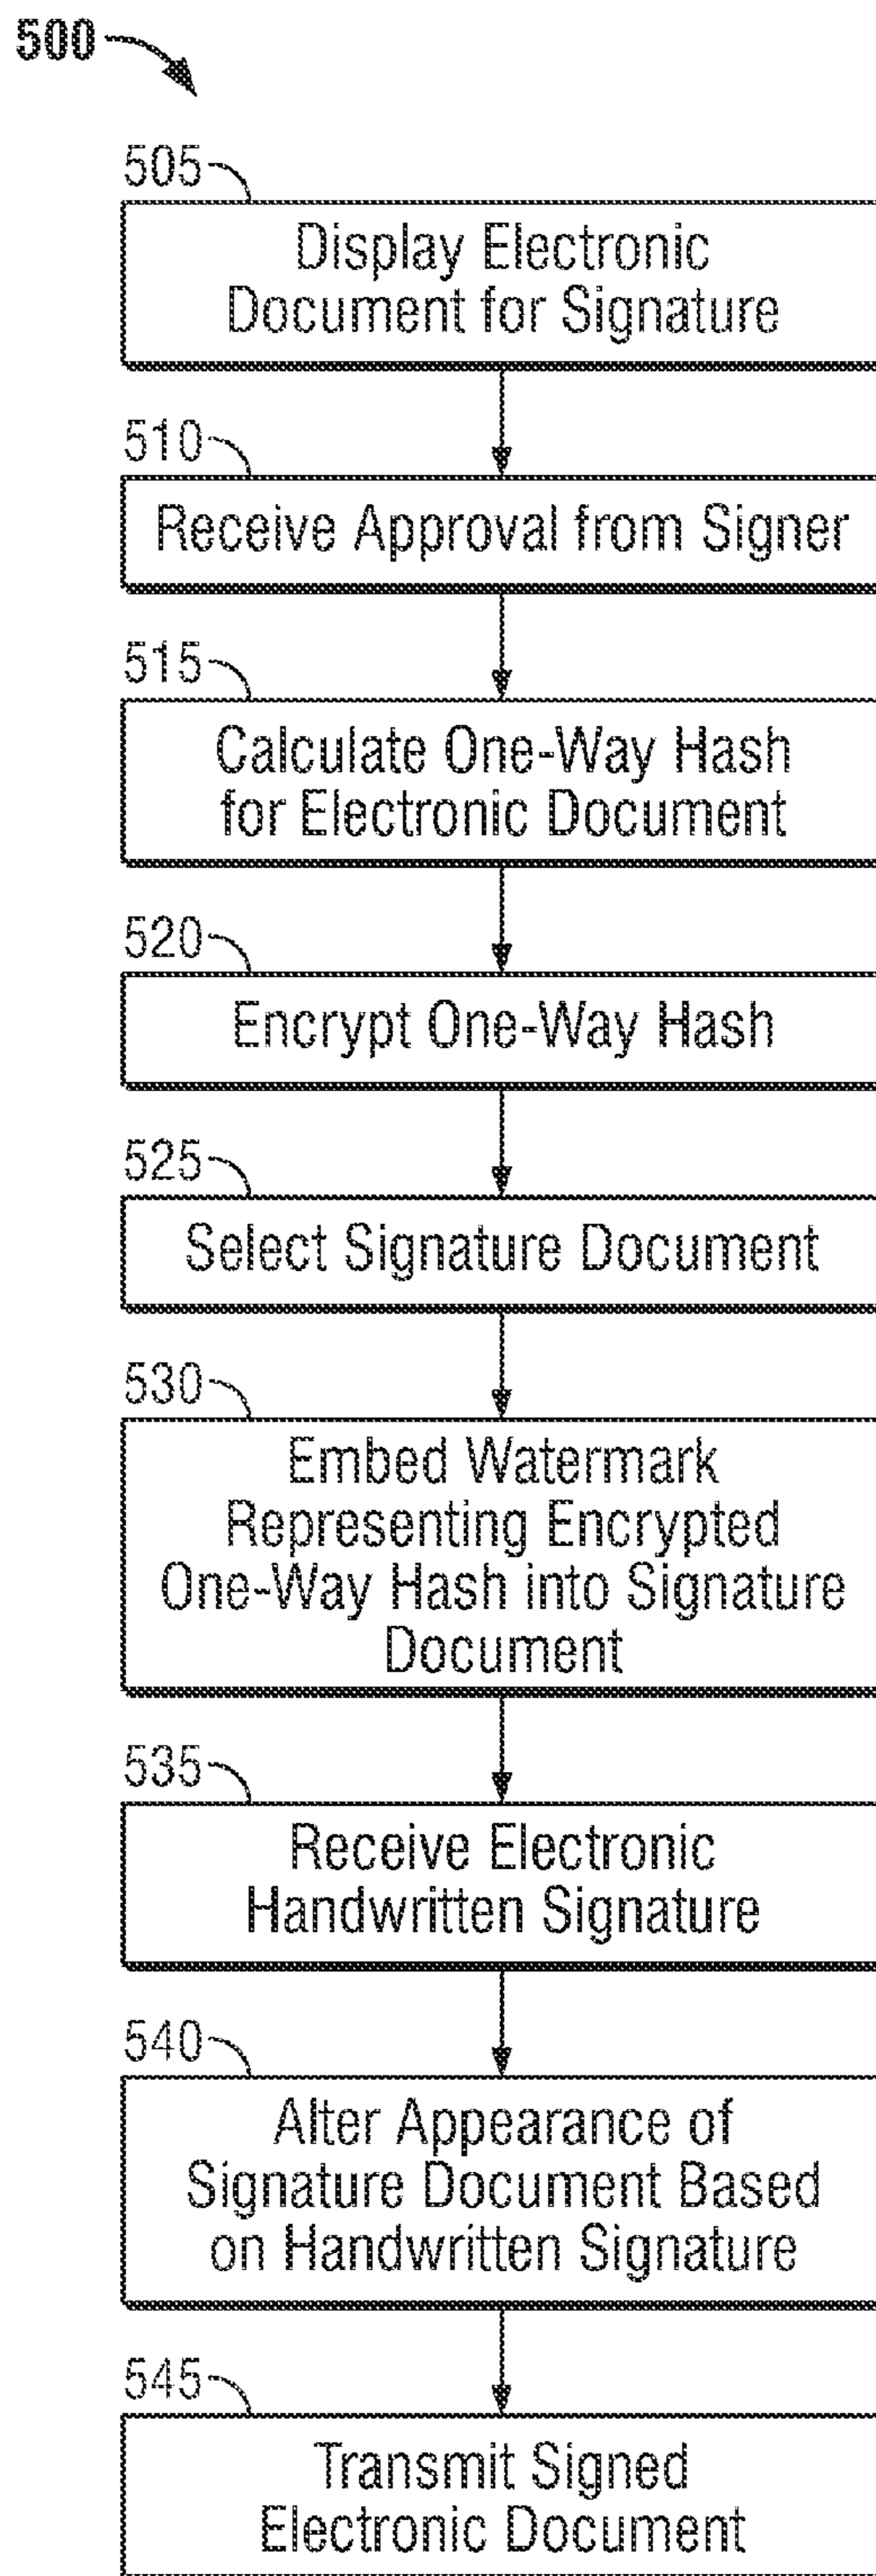 500
505
Display Electronic
Document for Signature
510
Receive Approval from Signer
515
Calculate One-Way Hash
for Electronic Document
520
Encrypt One-Way Hash
525
Select Signature Document
530
Embed Watermark
Representing Encrypted
One-Way Hash into Signature
Document
535
Receive Electronic
Handwritten Signature
540
Alter Appearance of
Signature Document Based
on Handwritten Signature
545
Transmit Signed
Electronic Document